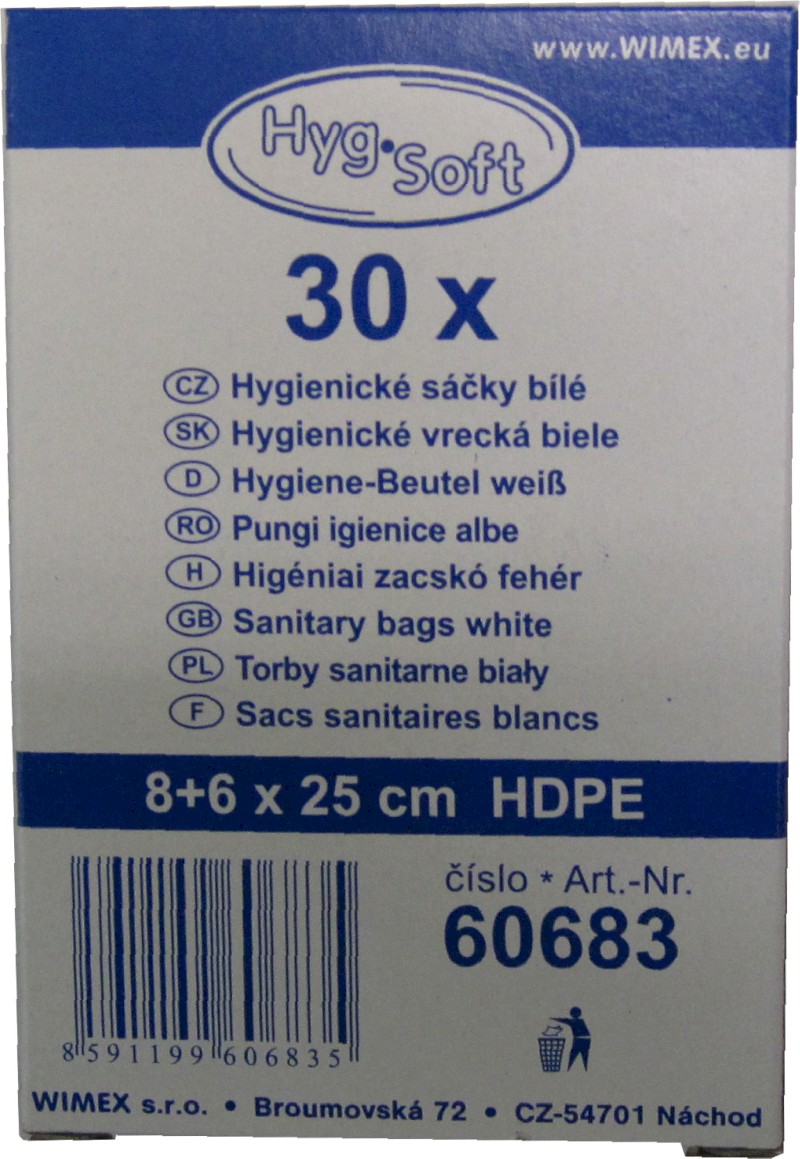 www.WIMEX.eu
Hyg•Soft
30 x
CZ Hygienické sáčky bílé
SK Hygienické vrecká biele
D Hygiene-Beutel weiß
RO Pungi igienice albe
H Higéniai zacskó fehér
GB Sanitary bags white
PL Torby sanitarne biały
F Sacs sanitaires blancs
8+6 x 25 cm HDPE
číslo * Art.-Nr.
60683
8 591199 606835
WIMEX s.r.o. • Broumovská 72 • CZ-54701 Náchod